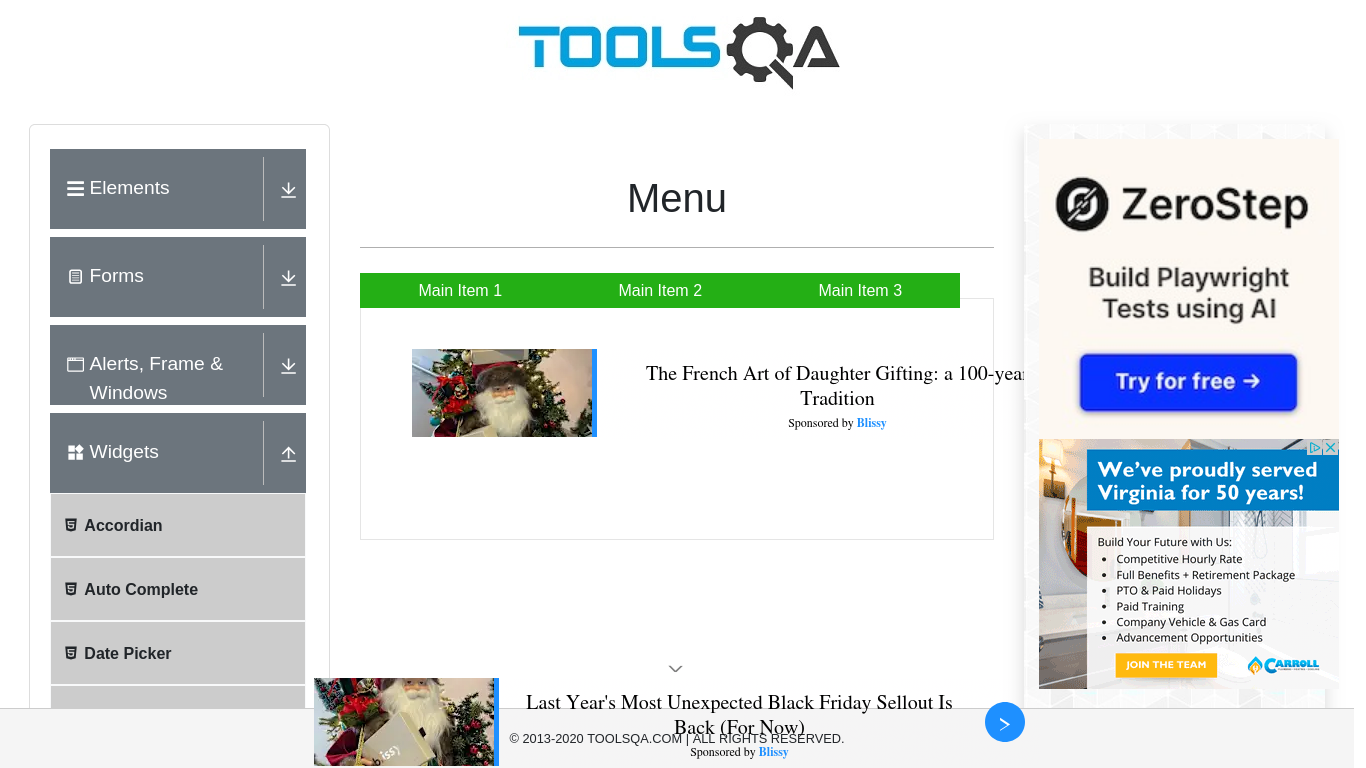 TOOLSQA
Elements
Forms
Alerts, Frame &
Windows
Widgets
Accordian
Auto Complete
Date Picker
Menu
Main Item 1
Main Item 2
Main Item 3
The French Art of Daughter Gifting: a 100-year
Tradition
Sponsored by Blissy
ZeroStep
Build Playwright
Tests using AI
Try for free →
We've proudly served
Virginia for 50 years!
Build Your Future with Us:
• Competitive Hourly Rate
• Full Benefits + Retirement Package
• PTO & Paid Holidays
• Paid Training
• Company Vehicle & Gas Card
• Advancement Opportunities
JOIN THE TEAM
CARROLL
Last Year's Most Unexpected Black Friday Sellout Is
Back (For Now)
© 2013-2020 TOOLSQA.COM | ALL RIGHTS RESERVED.
Sponsored by Blissy